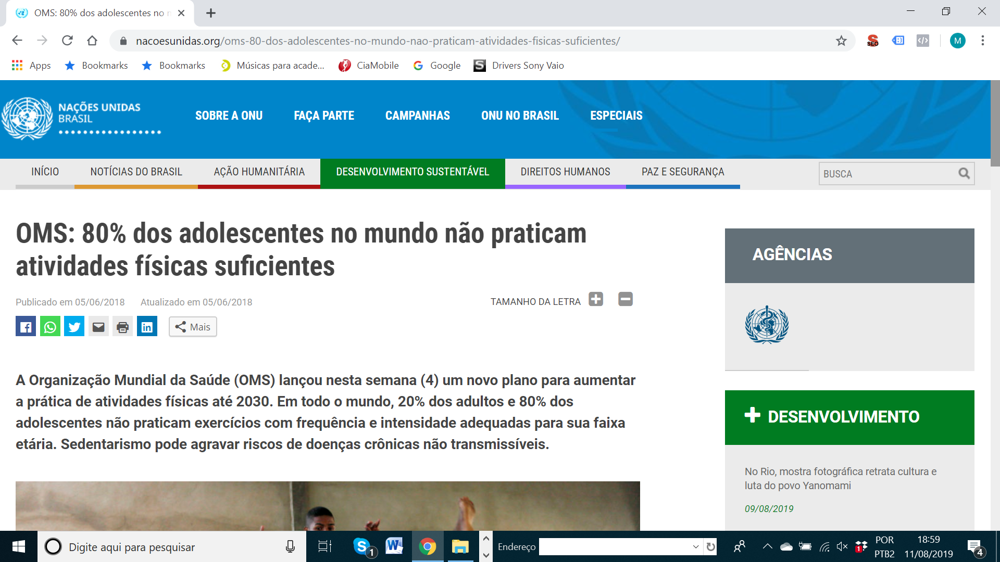 OMS: 80% dos adolescentes no
nacoesunidas.org/oms-80-dos-adolescentes-no-mundo-nao-praticam-atividades-fisicas-suficientes/
SEO
M
Apps
Bookmarks
Bookmarks
Músicas para acade...
CiaMobile
Google
Drivers Sony Vaio
NAÇÕES UNIDAS
BRASIL
SOBRE A ONU
FAÇA PARTE
CAMPANHAS
ONU NO BRASIL
ESPECIAIS
INÍCIO
NOTÍCIAS DO BRASIL
AÇÃO HUMANITÁRIA
DESENVOLVIMENTO SUSTENTÁVEL
DIREITOS HUMANOS
PAZ E SEGURANÇA
BUSCA
OMS: 80% dos adolescentes no mundo não praticam
atividades físicas suficientes
Publicado em 05/06/2018 Atualizado em 05/06/2018
TAMANHO DA LETRA
Mais
A Organização Mundial da Saúde (OMS) lançou nesta semana (4) um novo plano para aumentar
a prática de atividades físicas até 2030. Em todo o mundo, 20% dos adultos e 80% dos
adolescentes não praticam exercícios com frequência e intensidade adequadas para sua faixa
etária. Sedentarismo pode agravar riscos de doenças crônicas não transmissíveis.
AGÊNCIAS
DESENVOLVIMENTO
No Rio, mostra fotográfica retrata cultura e
luta do povo Yanomami
09/08/2019
Digite aqui para pesquisar
1
Endereço
1
POR
PTB2
18:59
11/08/2019
4